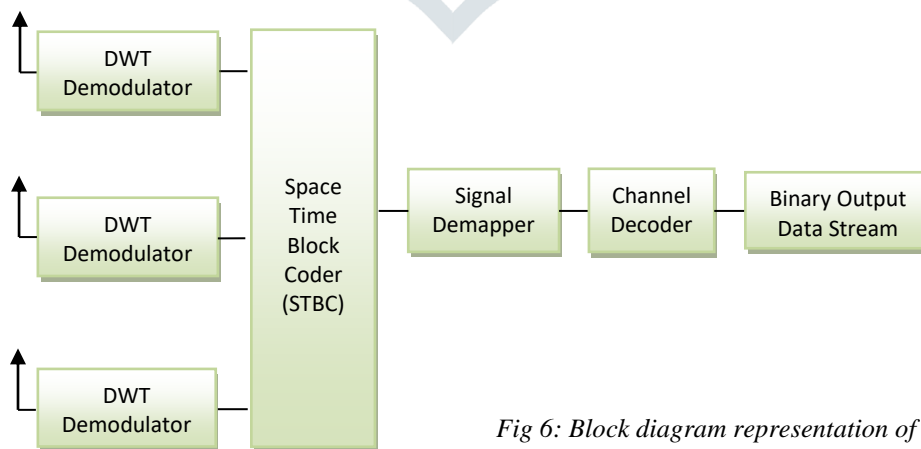 DWT
Demodulator
DWT
Demodulator
DWT
Demodulator
Space
Time
Block
Coder
(STBC)
Signal
Demapper
Channel
Decoder
Binary Output
Data Stream
Fig 6: Block diagram representation of